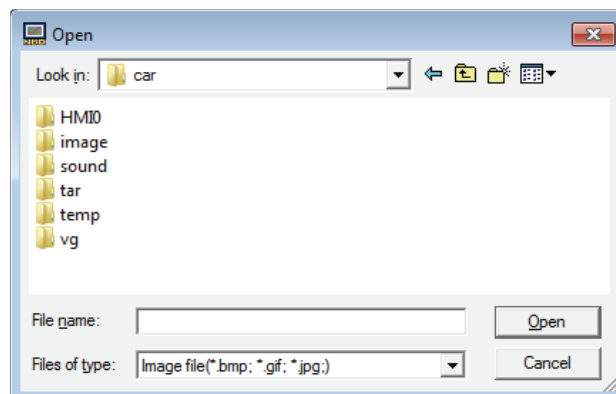 Open
Look in: car
HMI0
image
sound
tar
temp
vg
File name: Open
Files of type: Image file(*.bmp; *.gif; *.jpg;) Cancel